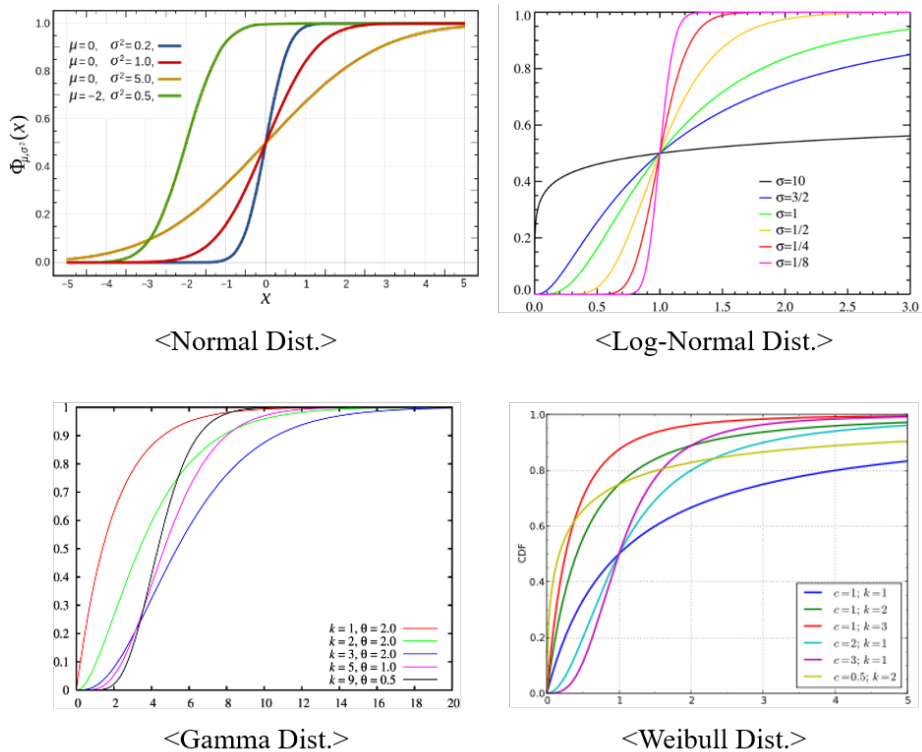 1.0
0.8
0.6
0.4
0.2
0.0
Φμ,σ²(x)
μ=0, σ²=0.2,
μ=0, σ²=1.0,
μ=0, σ²=5.0,
μ=−2, σ²=0.5,
−5 −4 −3 −2 −1 0 1 2 3 4 5
x
<Normal Dist.>
1.0
0.8
0.6
0.4
0.2
0.0
σ=10
σ=3/2
σ=1
σ=1/2
σ=1/4
σ=1/8
0.0 0.5 1.0 1.5 2.0 2.5 3.0
<Log-Normal Dist.>
1
0.9
0.8
0.7
0.6
0.5
0.4
0.3
0.2
0.1
0
k = 1, θ = 2.0
k = 2, θ = 2.0
k = 3, θ = 2.0
k = 5, θ = 1.0
k = 9, θ = 0.5
0 2 4 6 8 10 12 14 16 18 20
<Gamma Dist.>
1.0
0.8
0.6
0.4
0.2
0.0
CDF
c=1; k=1
c=1; k=2
c=1; k=3
c=2; k=1
c=3; k=1
c=0.5; k=2
0 1 2 3 4 5
<Weibull Dist.>